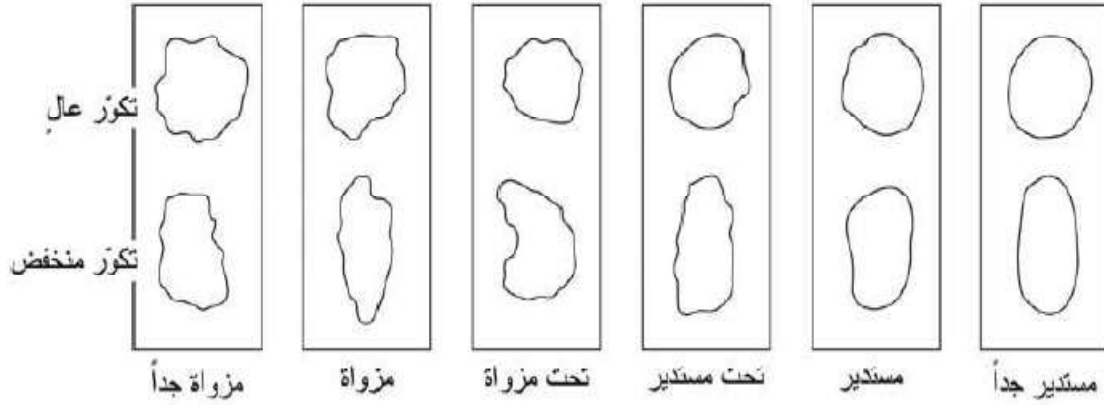 تكوّر عالٍ
تكوّر منخفض
مستدير جداً
مستدير
تحت مستدير
تحت مزواة
مزواة
مزواة جداً